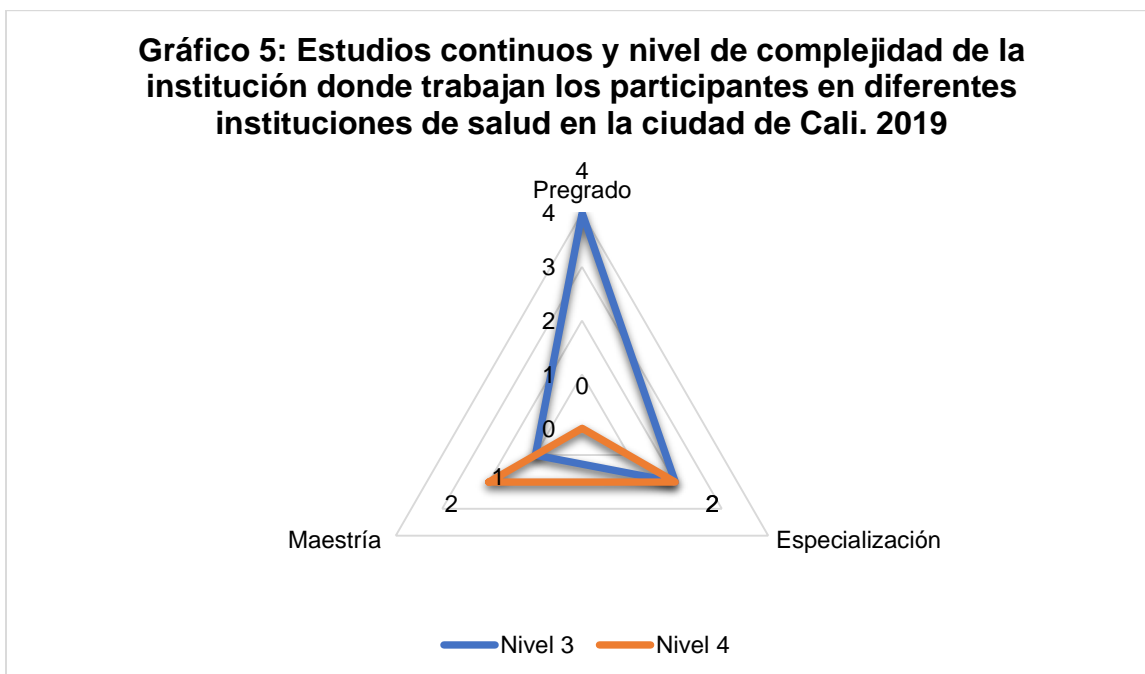 Gráfico 5: Estudios continuos y nivel de complejidad de la
institución donde trabajan los participantes en diferentes
instituciones de salud en la ciudad de Cali. 2019
4
Pregrado
4
3
2
1
0
0
1
2
2
Maestría
Especialización
Nivel 3
Nivel 4